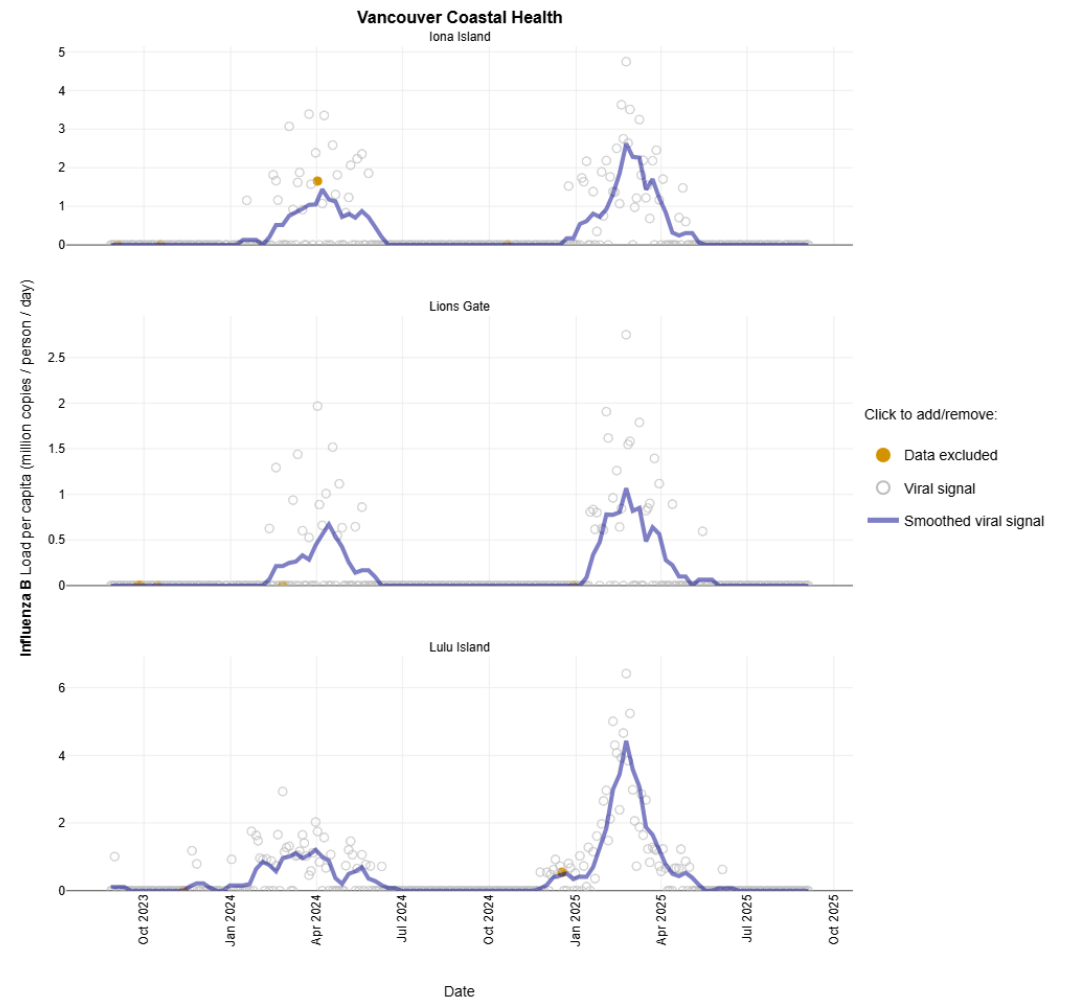 Vancouver Coastal Health
Iona Island
5
4
3
2
1
0
Lions Gate
2.5
2
1.5
1
0.5
0
Influenza B Load per capita (million copies / person / day)
Lulu Island
6
4
2
0
Oct 2023
Jan 2024
Apr 2024
Jul 2024
Oct 2024
Jan 2025
Apr 2025
Jul 2025
Oct 2025
Date
Click to add/remove:
Data excluded
Viral signal
Smoothed viral signal